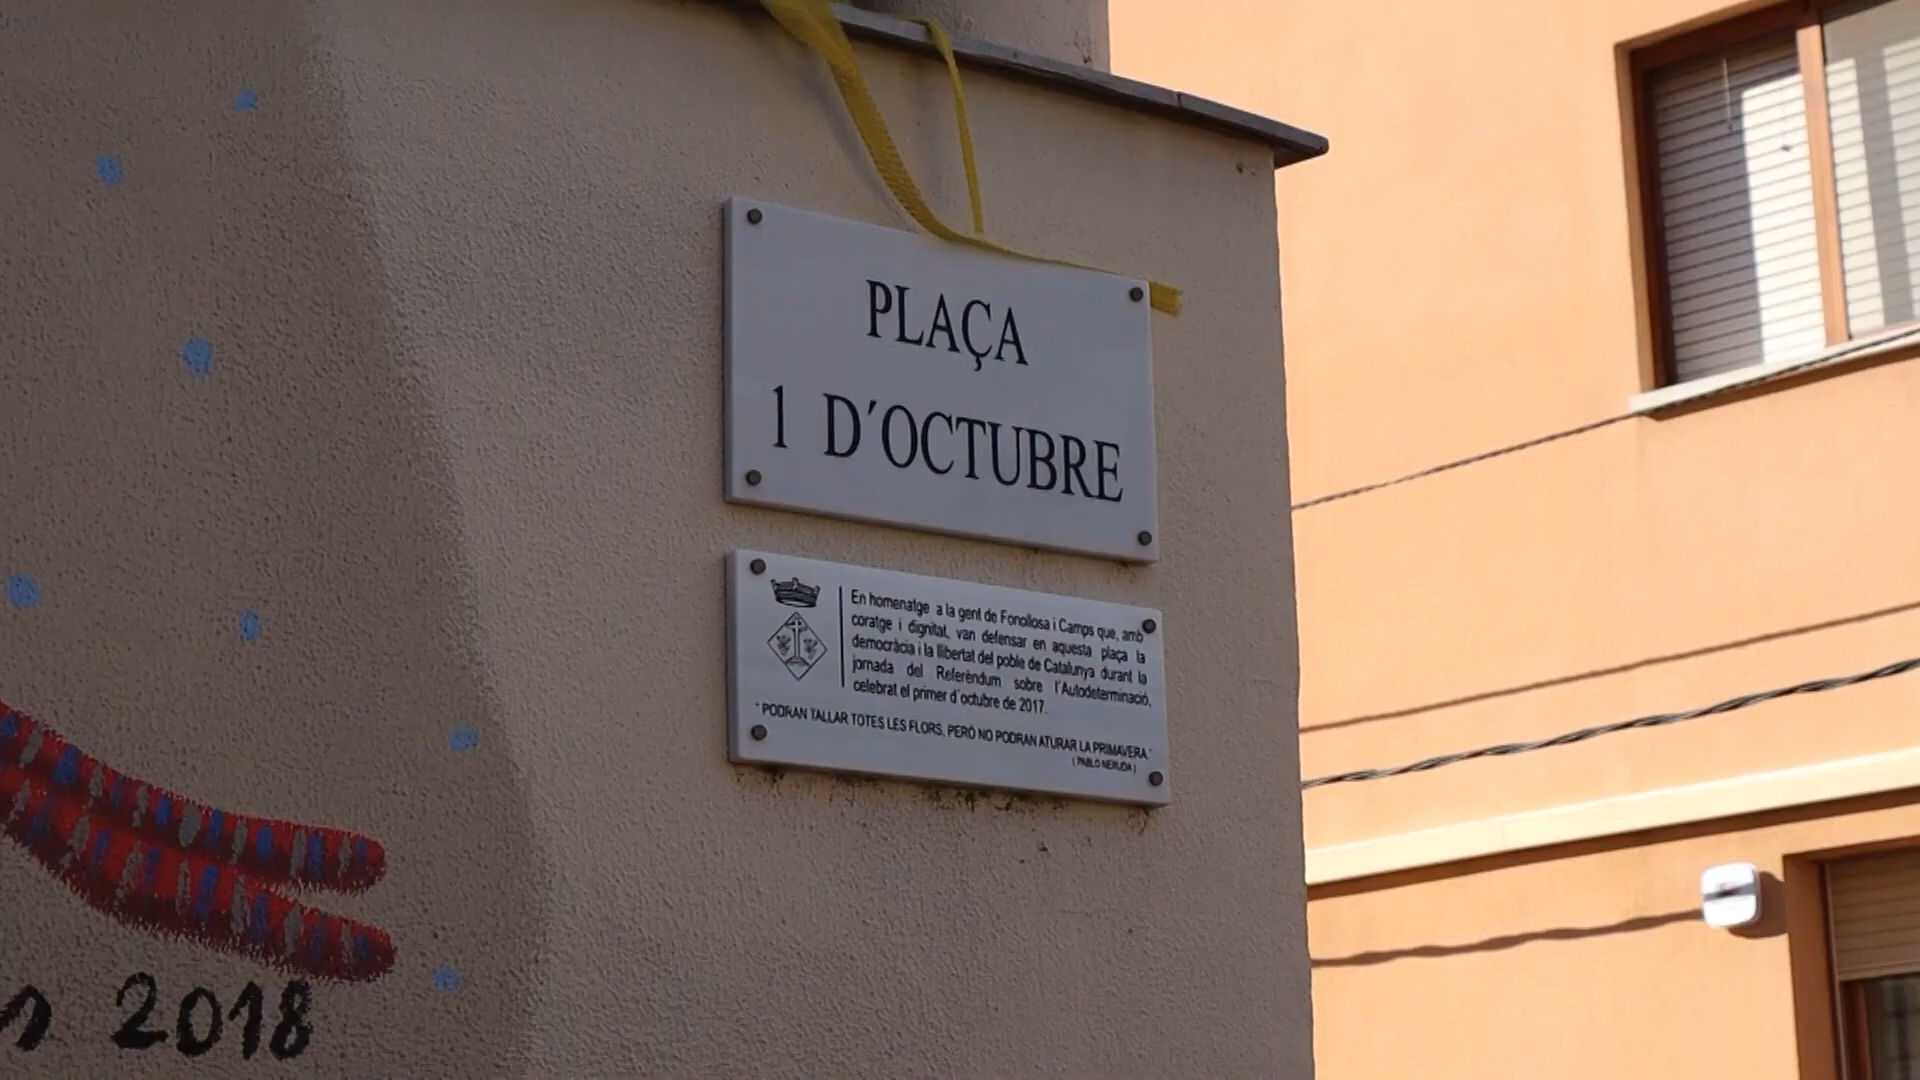 PLAÇA
1 D´OCTUBRE
En homenatge a la gent de Fonollosa i Camps que, amb
coratge i dignitat, van defensar en aquesta plaça la
democràcia i la llibertat del poble de Catalunya durant la
jornada del Referèndum sobre l´Autodeterminació,
celebrat el primer d´octubre de 2017.
" PODRAN TALLAR TOTES LES FLORS, PERÒ NO PODRAN ATURAR LA PRIMAVERA."
( PABLO NERUDA )
2018